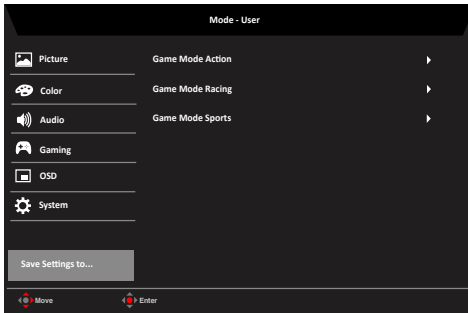 Mode - User
Picture
Color
Audio
Gaming
OSD
System
Save Settings to...
Game Mode Action
Game Mode Racing
Game Mode Sports
Move
Enter